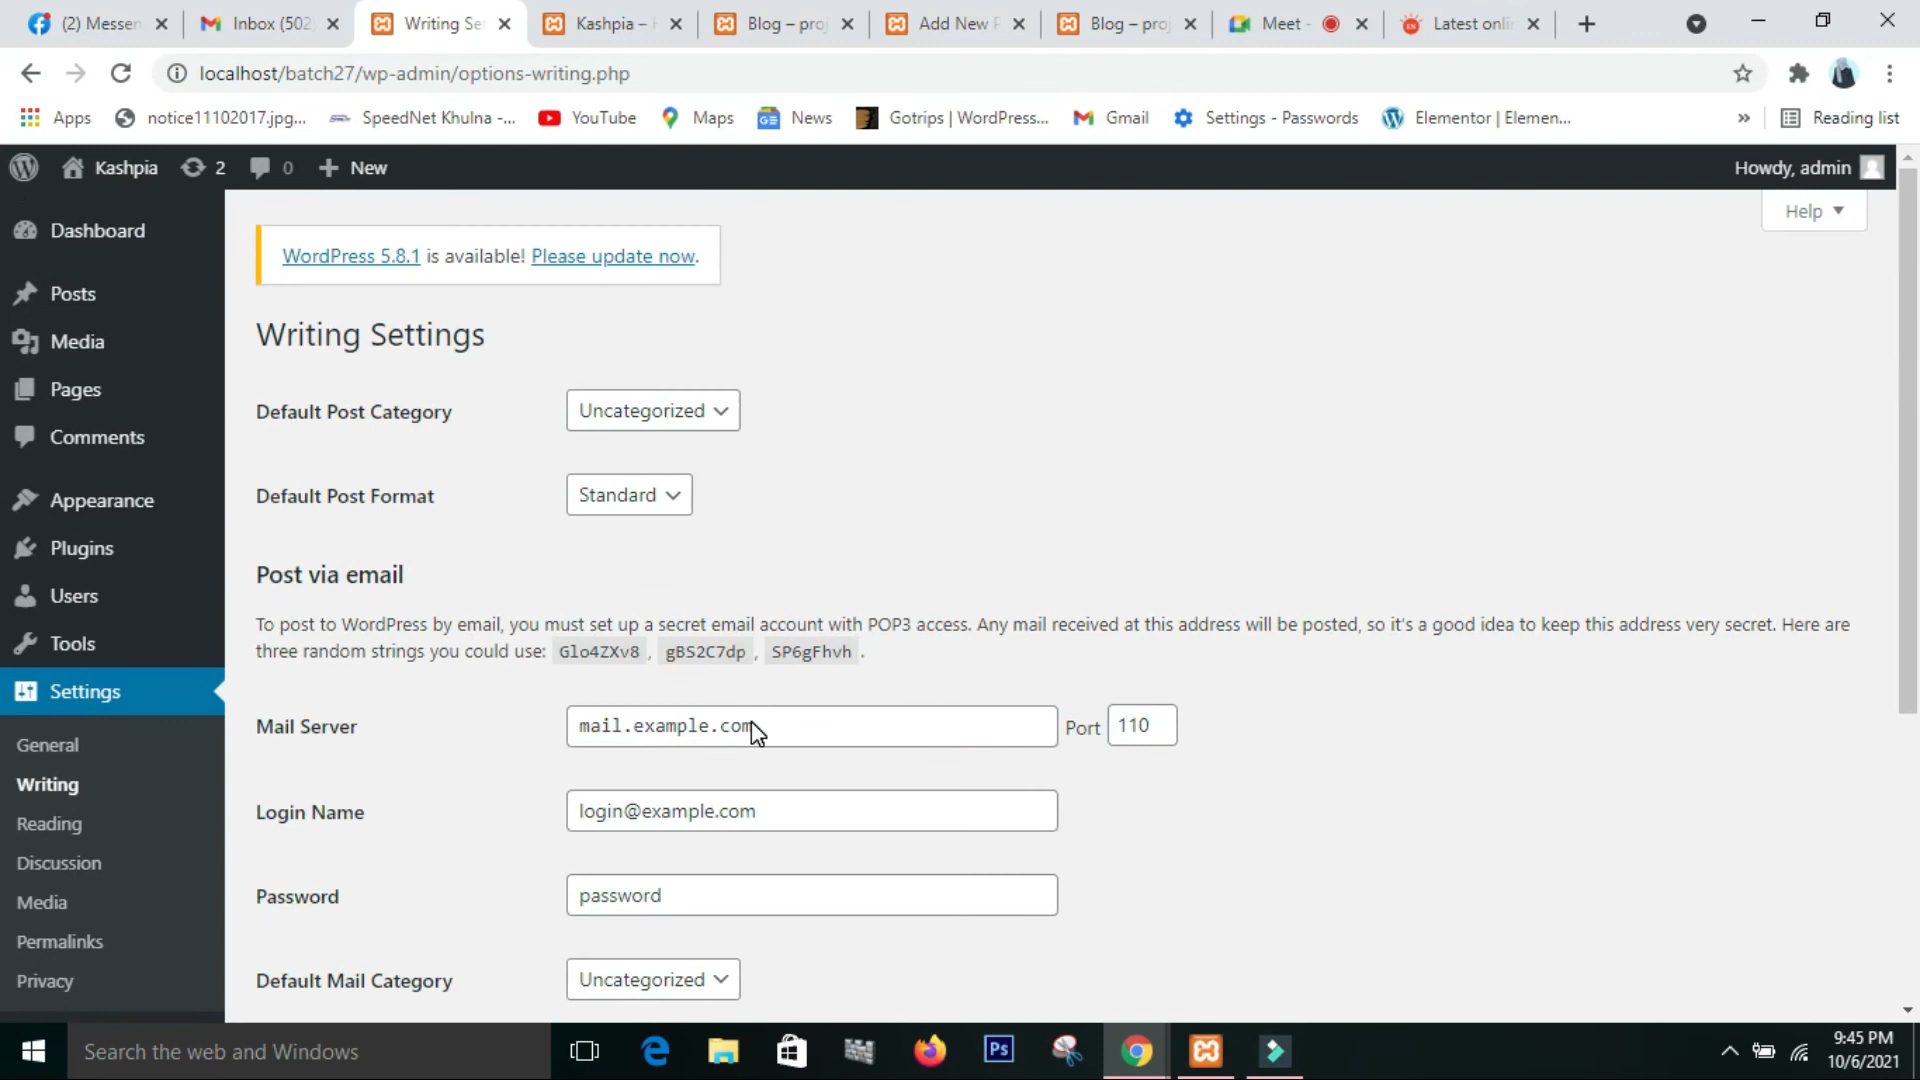 (2) Messen
Inbox (502
Writing Se
Kashpia –
Blog – proj
Add New P
Blog – proj
Meet -
Latest onli
localhost/batch27/wp-admin/options-writing.php
Apps
notice11102017.jpg...
SpeedNet Khulna -...
YouTube
Maps
News
Gotrips | WordPress...
Gmail
Settings - Passwords
Elementor | Elemen...
»
Reading list
Kashpia
2
0
New
Howdy, admin
Help
Dashboard
Posts
Media
Pages
Comments
Appearance
Plugins
Users
Tools
Settings
General
Writing
Reading
Discussion
Media
Permalinks
Privacy
WordPress 5.8.1 is available! Please update now.
Writing Settings
Default Post Category
Uncategorized
Default Post Format
Standard
Post via email
To post to WordPress by email, you must set up a secret email account with POP3 access. Any mail received at this address will be posted, so it’s a good idea to keep this address very secret. Here are
three random strings you could use: Glo4ZXv8 , gBS2C7dp , SP6gFhvh .
Mail Server
mail.example.com
Port
110
Login Name
login@example.com
Password
password
Default Mail Category
Uncategorized
Search the web and Windows
Ps
9:45 PM
10/6/2021